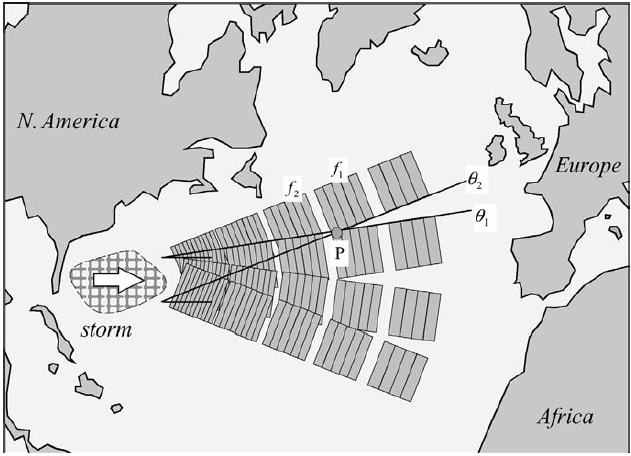 N. America
f₁
f₂
θ₂
Europe
θ₁
P
storm
Africa